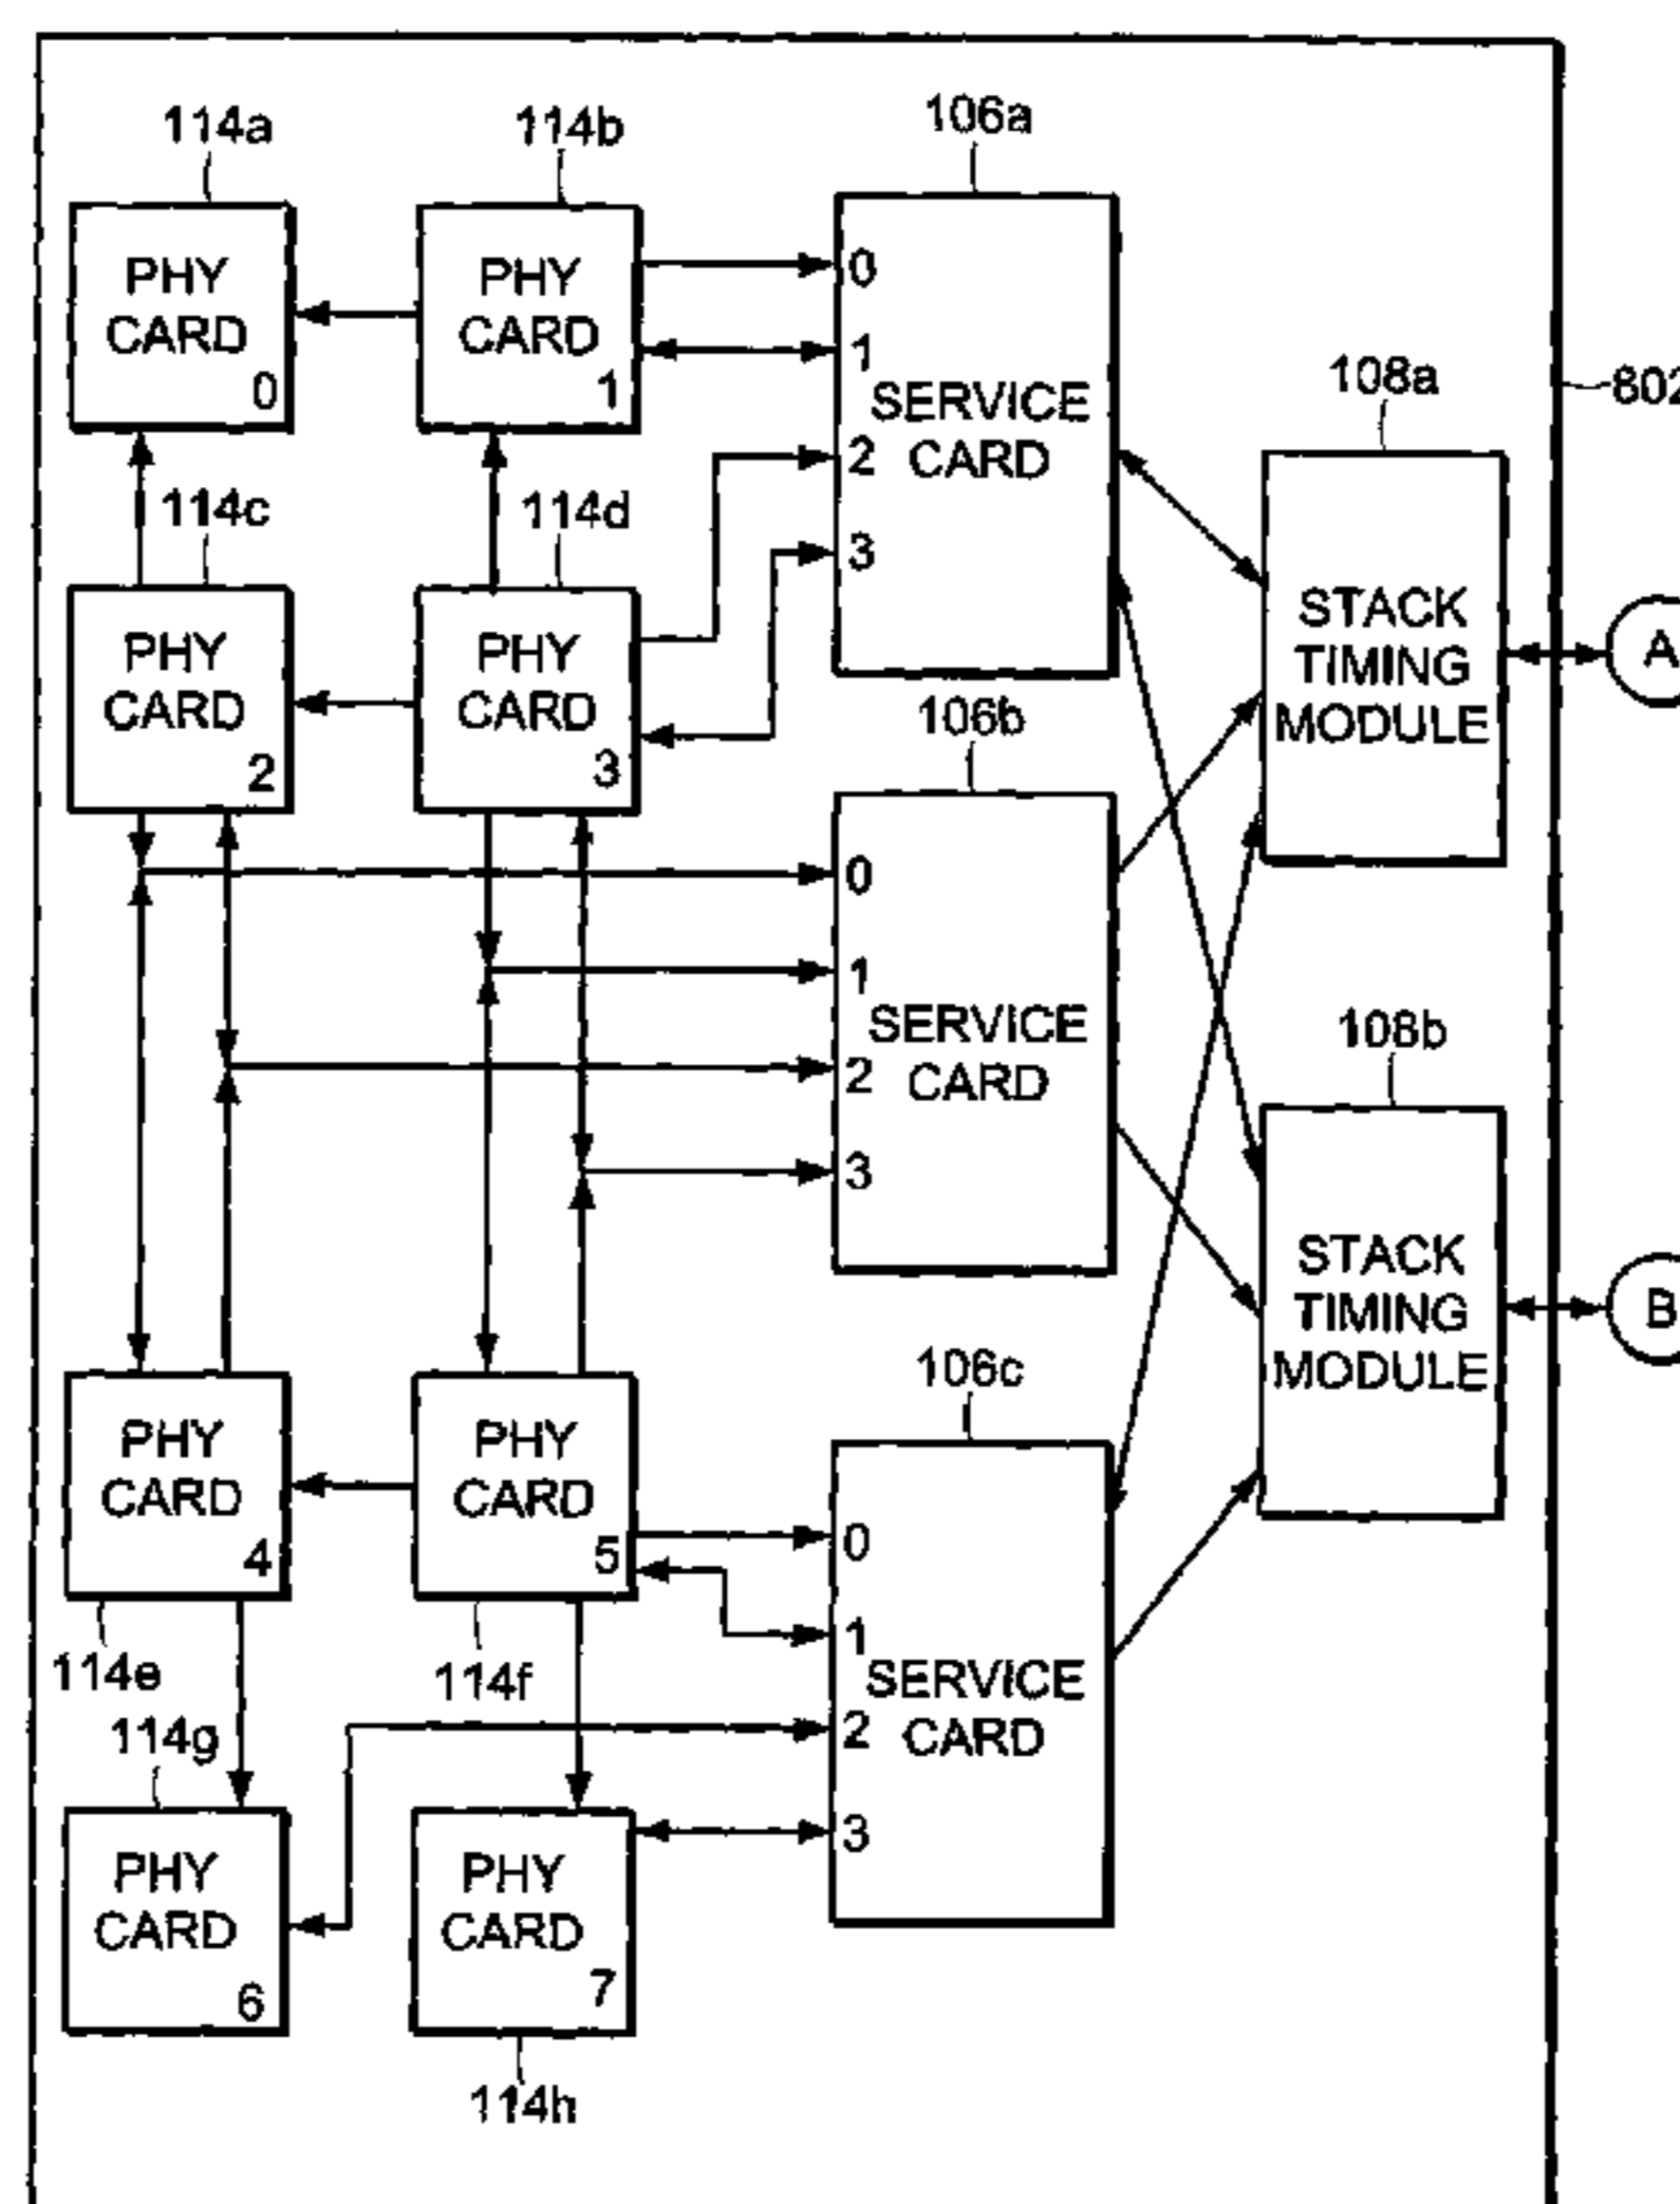 114a
114b
106a
PHY
CARD
0
PHY
CARD
1
0
1
2
3
SERVICE
CARD
108a
802
114c
114d
PHY
CARD
2
PHY
CARD
3
STACK
TIMING
MODULE
A
106b
0
1
2
3
SERVICE
CARD
108b
STACK
TIMING
MODULE
B
106c
PHY
CARD
4
PHY
CARD
5
0
1
2
3
SERVICE
CARD
114e
114f
114g
PHY
CARD
6
PHY
CARD
7
114h